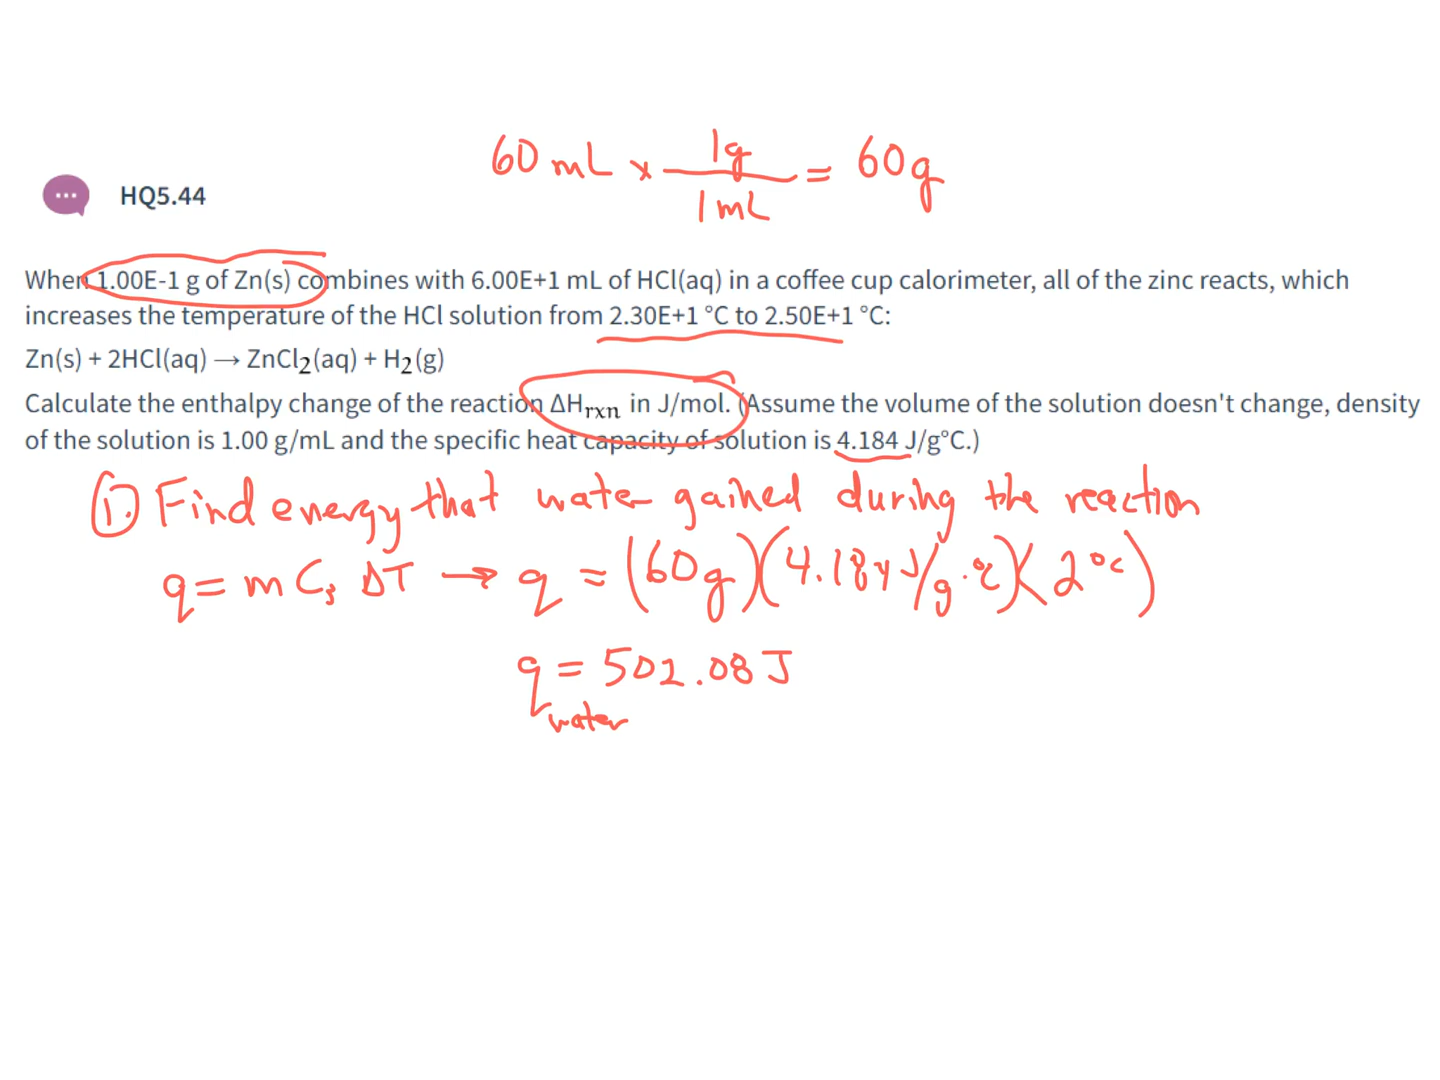 60 mL x 1g / 1 mL = 60g
HQ5.44
When 1.00E-1 g of Zn(s) combines with 6.00E+1 mL of HCl(aq) in a coffee cup calorimeter, all of the zinc reacts, which
increases the temperature of the HCl solution from 2.30E+1 °C to 2.50E+1 °C:
Zn(s) + 2HCl(aq) → ZnCl₂(aq) + H₂(g)
Calculate the enthalpy change of the reaction ΔHrxn in J/mol. (Assume the volume of the solution doesn't change, density
of the solution is 1.00 g/mL and the specific heat capacity of solution is 4.184 J/g°C.)
1. Find energy that water gained during the reaction
q = m Cs ΔT → q = (60g)(4.184 J/g·°C)(2°C)
q water = 502.08 J